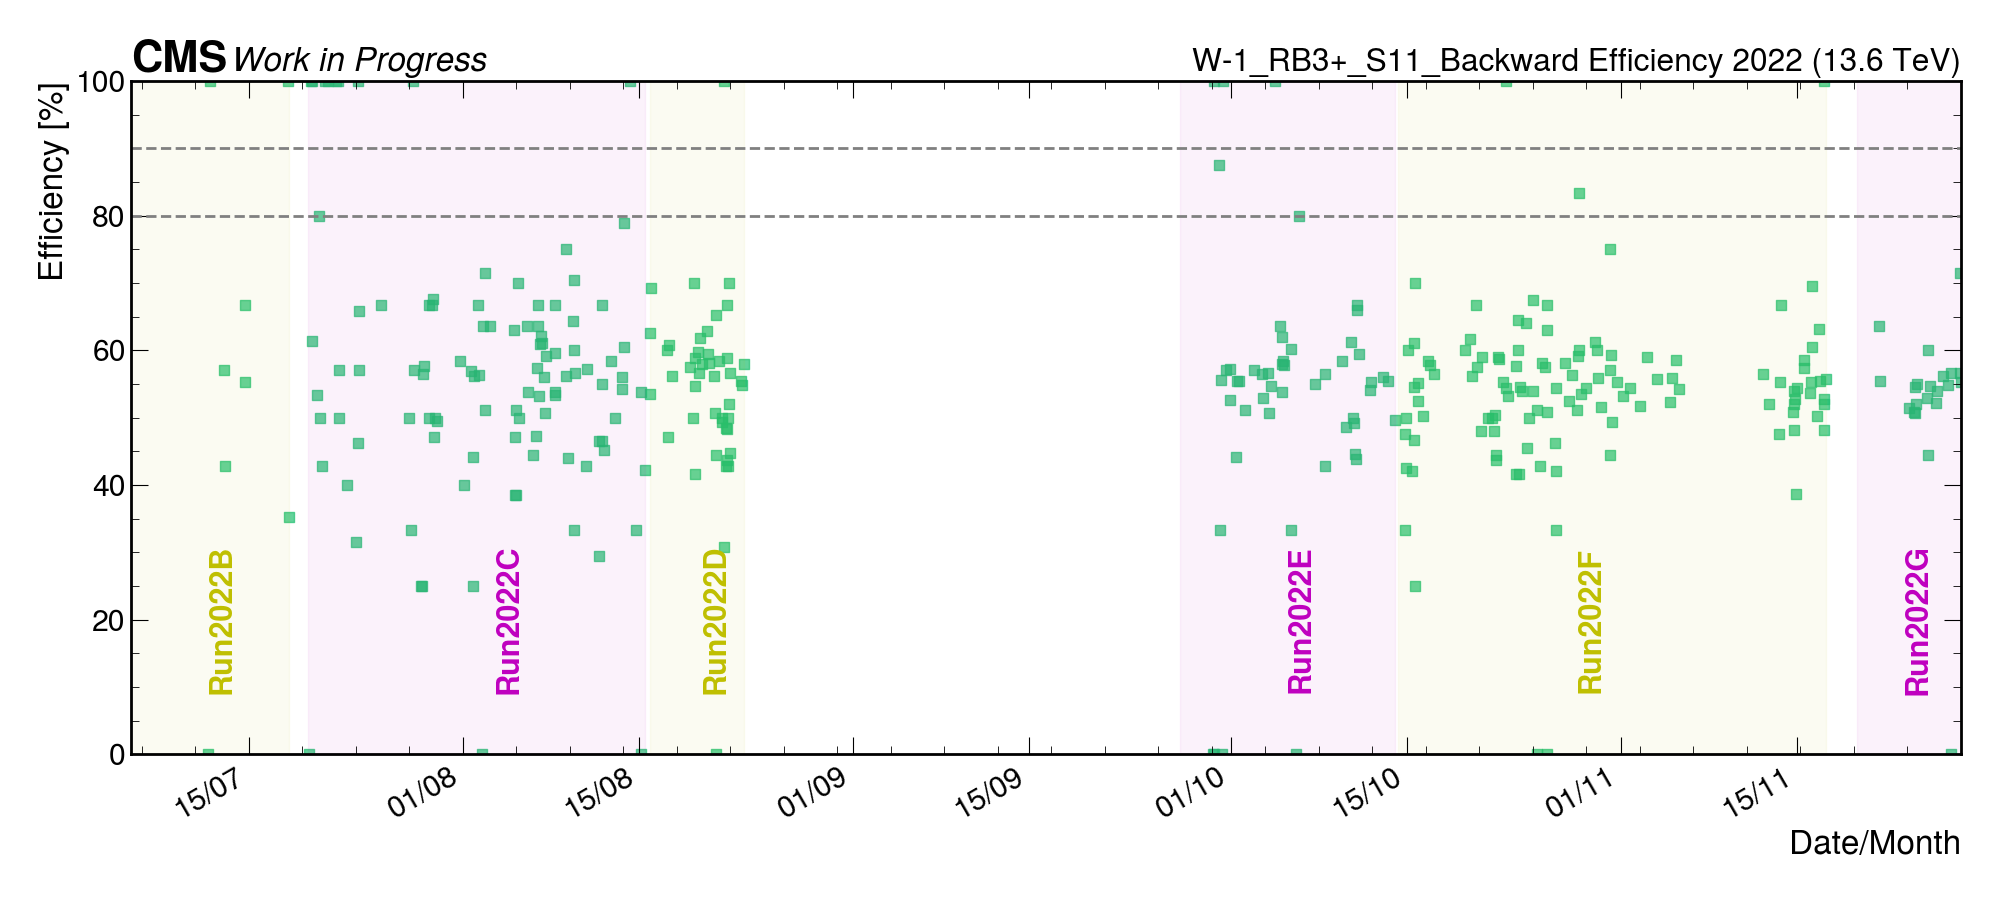 CMS Work in Progress
W-1_RB3+_S11_Backward Efficiency 2022 (13.6 TeV)
Efficiency [%]
100
80
60
40
20
0
Run2022B
Run2022C
Run2022D
Run2022E
Run2022F
Run2022G
15/07
01/08
15/08
01/09
15/09
01/10
15/10
01/11
15/11
Date/Month